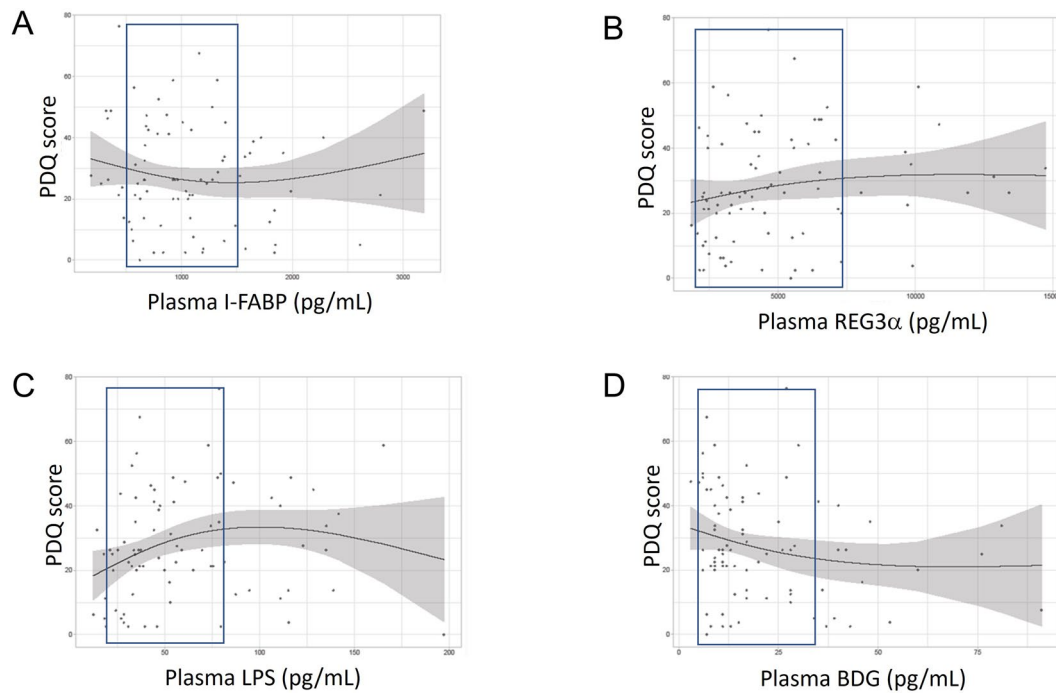 A
80
60
40
20
0
PDQ score
1000
2000
3000
Plasma I-FABP (pg/mL)
B
80
60
40
20
0
PDQ score
5000
10000
1500
Plasma REG3α (pg/mL)
C
80
60
40
20
0
PDQ score
50
100
150
200
Plasma LPS (pg/mL)
D
80
60
40
20
0
PDQ score
0
25
50
75
Plasma BDG (pg/mL)